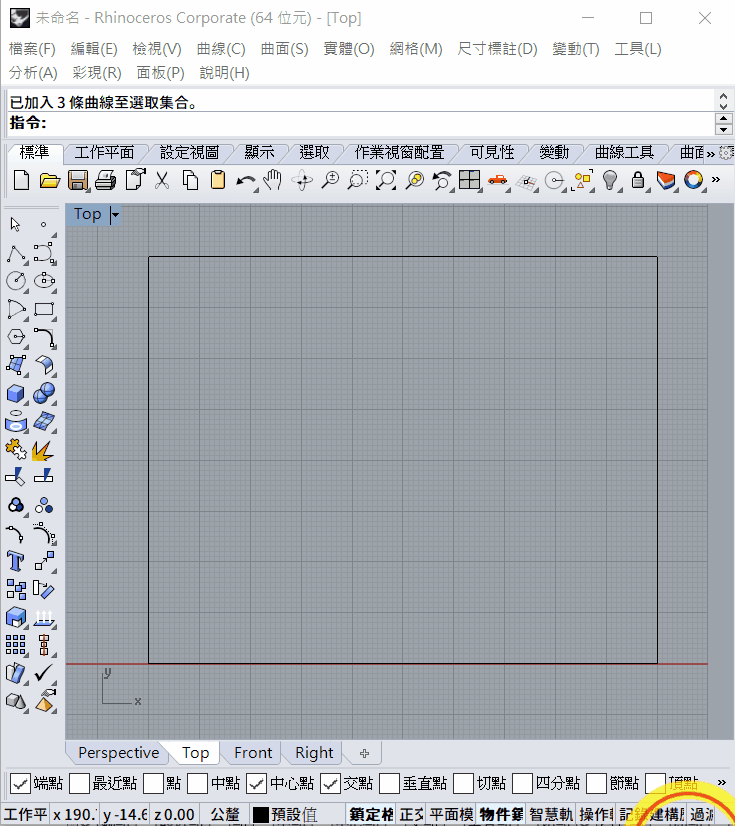 未命名 - Rhinoceros Corporate (64 位元) - [Top]
檔案(F) 編輯(E) 檢視(V) 曲線(C) 曲面(S) 實體(O) 網格(M) 尺寸標註(D) 變動(T) 工具(L)
分析(A) 彩現(R) 面板(P) 說明(H)
已加入 3 條曲線至選取集合。
指令:
標準 工作平面 設定視圖 顯示 選取 作業視窗配置 可見性 變動 曲線工具 曲面 »
»
Top
y
x
Perspective Top Front Right
端點 最近點 點 中點 中心點 交點 垂直點 切點 四分點 節點 頂點 »
工作平 x 190. y -14.6 z 0.00 公釐 預設值 鎖定格 正交 平面模 物件鎖 智慧軌 操作軸 記錄建構歷 過濾